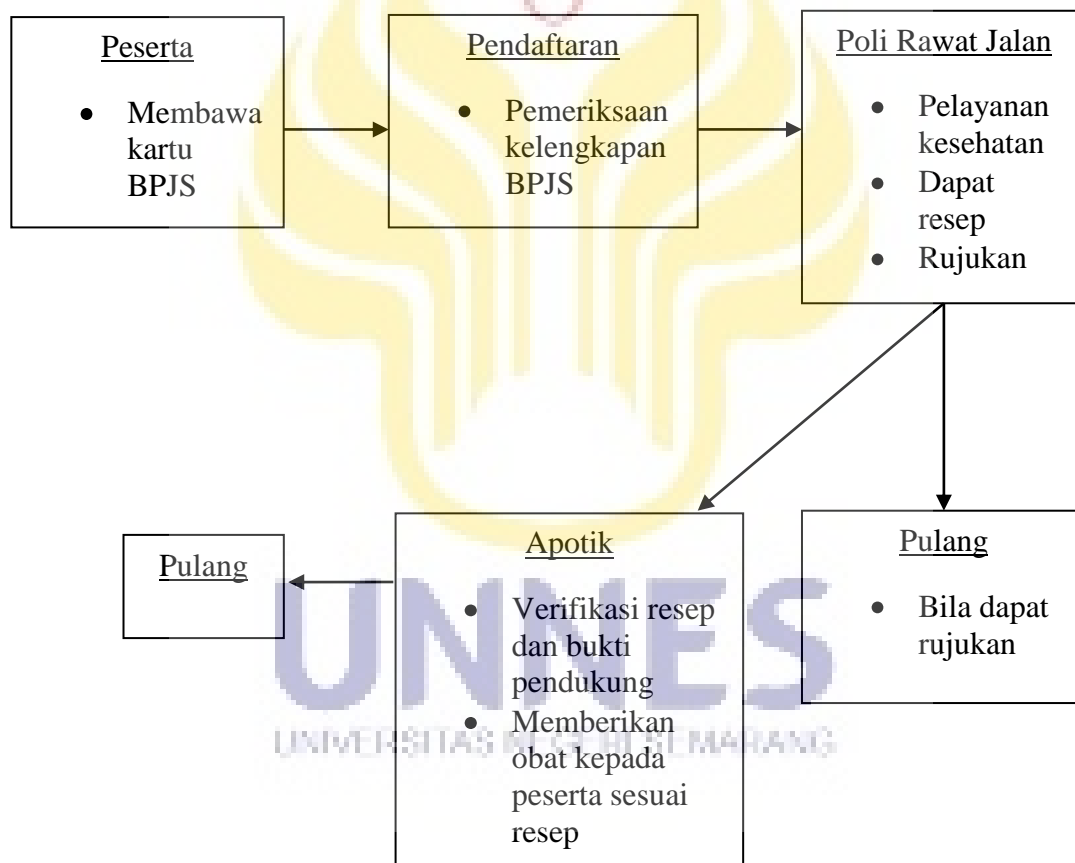 Peserta
● Membawa
kartu
BPJS
Pendaftaran
● Pemeriksaan
kelengkapan
BPJS
Poli Rawat Jalan
● Pelayanan
kesehatan
● Dapat
resep
● Rujukan
Pulang
Apotik
● Verifikasi resep
dan bukti
pendukung
● Memberikan
obat kepada
peserta sesuai
resep
Pulang
● Bila dapat
rujukan
UNNES
UNIVERSITAS NEGERI SEMARANG